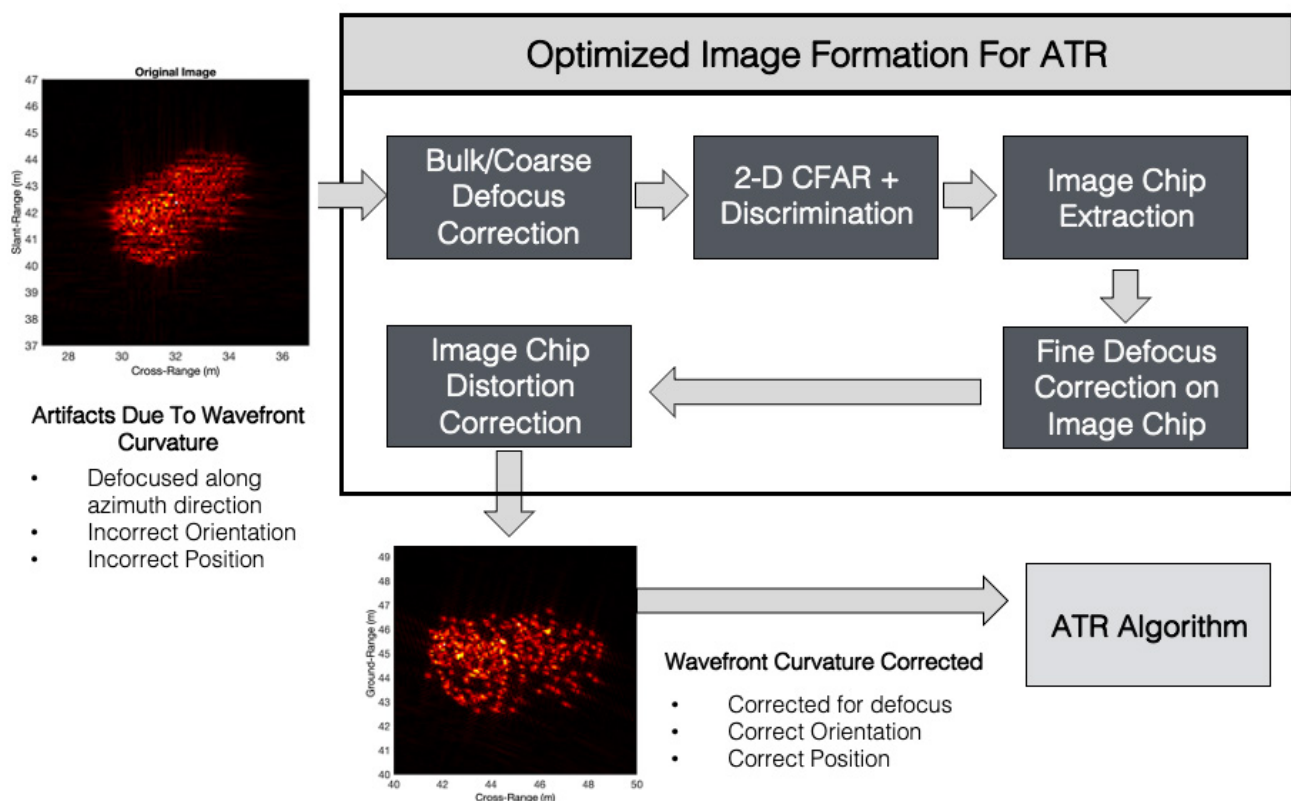 Optimized Image Formation For ATR
Original Image
47
46
45
44
43
42
41
40
39
38
37
Slant-Range (m)
28
30
32
34
36
Cross-Range (m)
Bulk/Coarse
Defocus
Correction
2-D CFAR +
Discrimination
Image Chip
Extraction
Fine Defocus
Correction on
Image Chip
Image Chip
Distortion
Correction
Artifacts Due To Wavefront
Curvature
• Defocused along
azimuth direction
• Incorrect Orientation
• Incorrect Position
49
48
47
46
45
44
43
42
41
40
Ground-Range (m)
40
42
44
46
48
50
Cross-Range (m)
Wavefront Curvature Corrected
• Corrected for defocus
• Correct Orientation
• Correct Position
ATR Algorithm